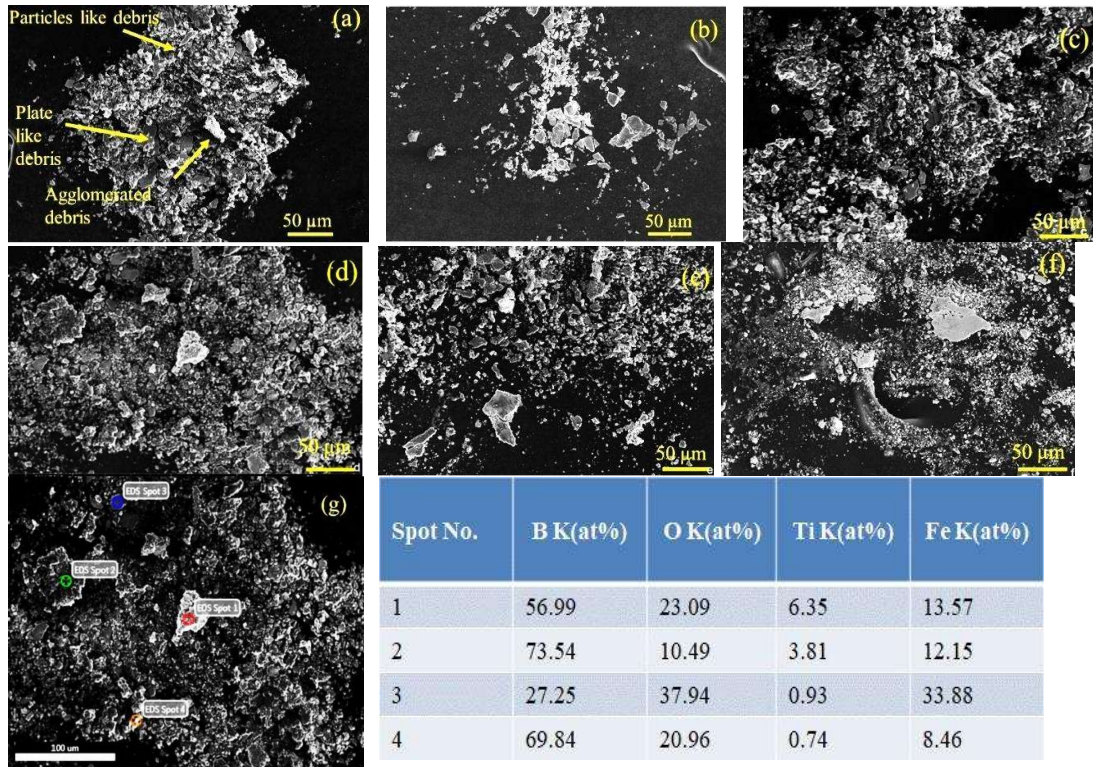 Particles like debris
(a)
Plate
like
debris
Agglomerated
debris
50 µm
(b)
50 µm
(c)
50 µm
(d)
50 µm
(e)
50 µm
(f)
50 µm
(g)
EDS Spot 3
EDS Spot 2
EDS Spot 1
EDS Spot 4
100 um
Spot No. B K(at%) O K(at%) Ti K(at%) Fe K(at%)
1 56.99 23.09 6.35 13.57
2 73.54 10.49 3.81 12.15
3 27.25 37.94 0.93 33.88
4 69.84 20.96 0.74 8.46